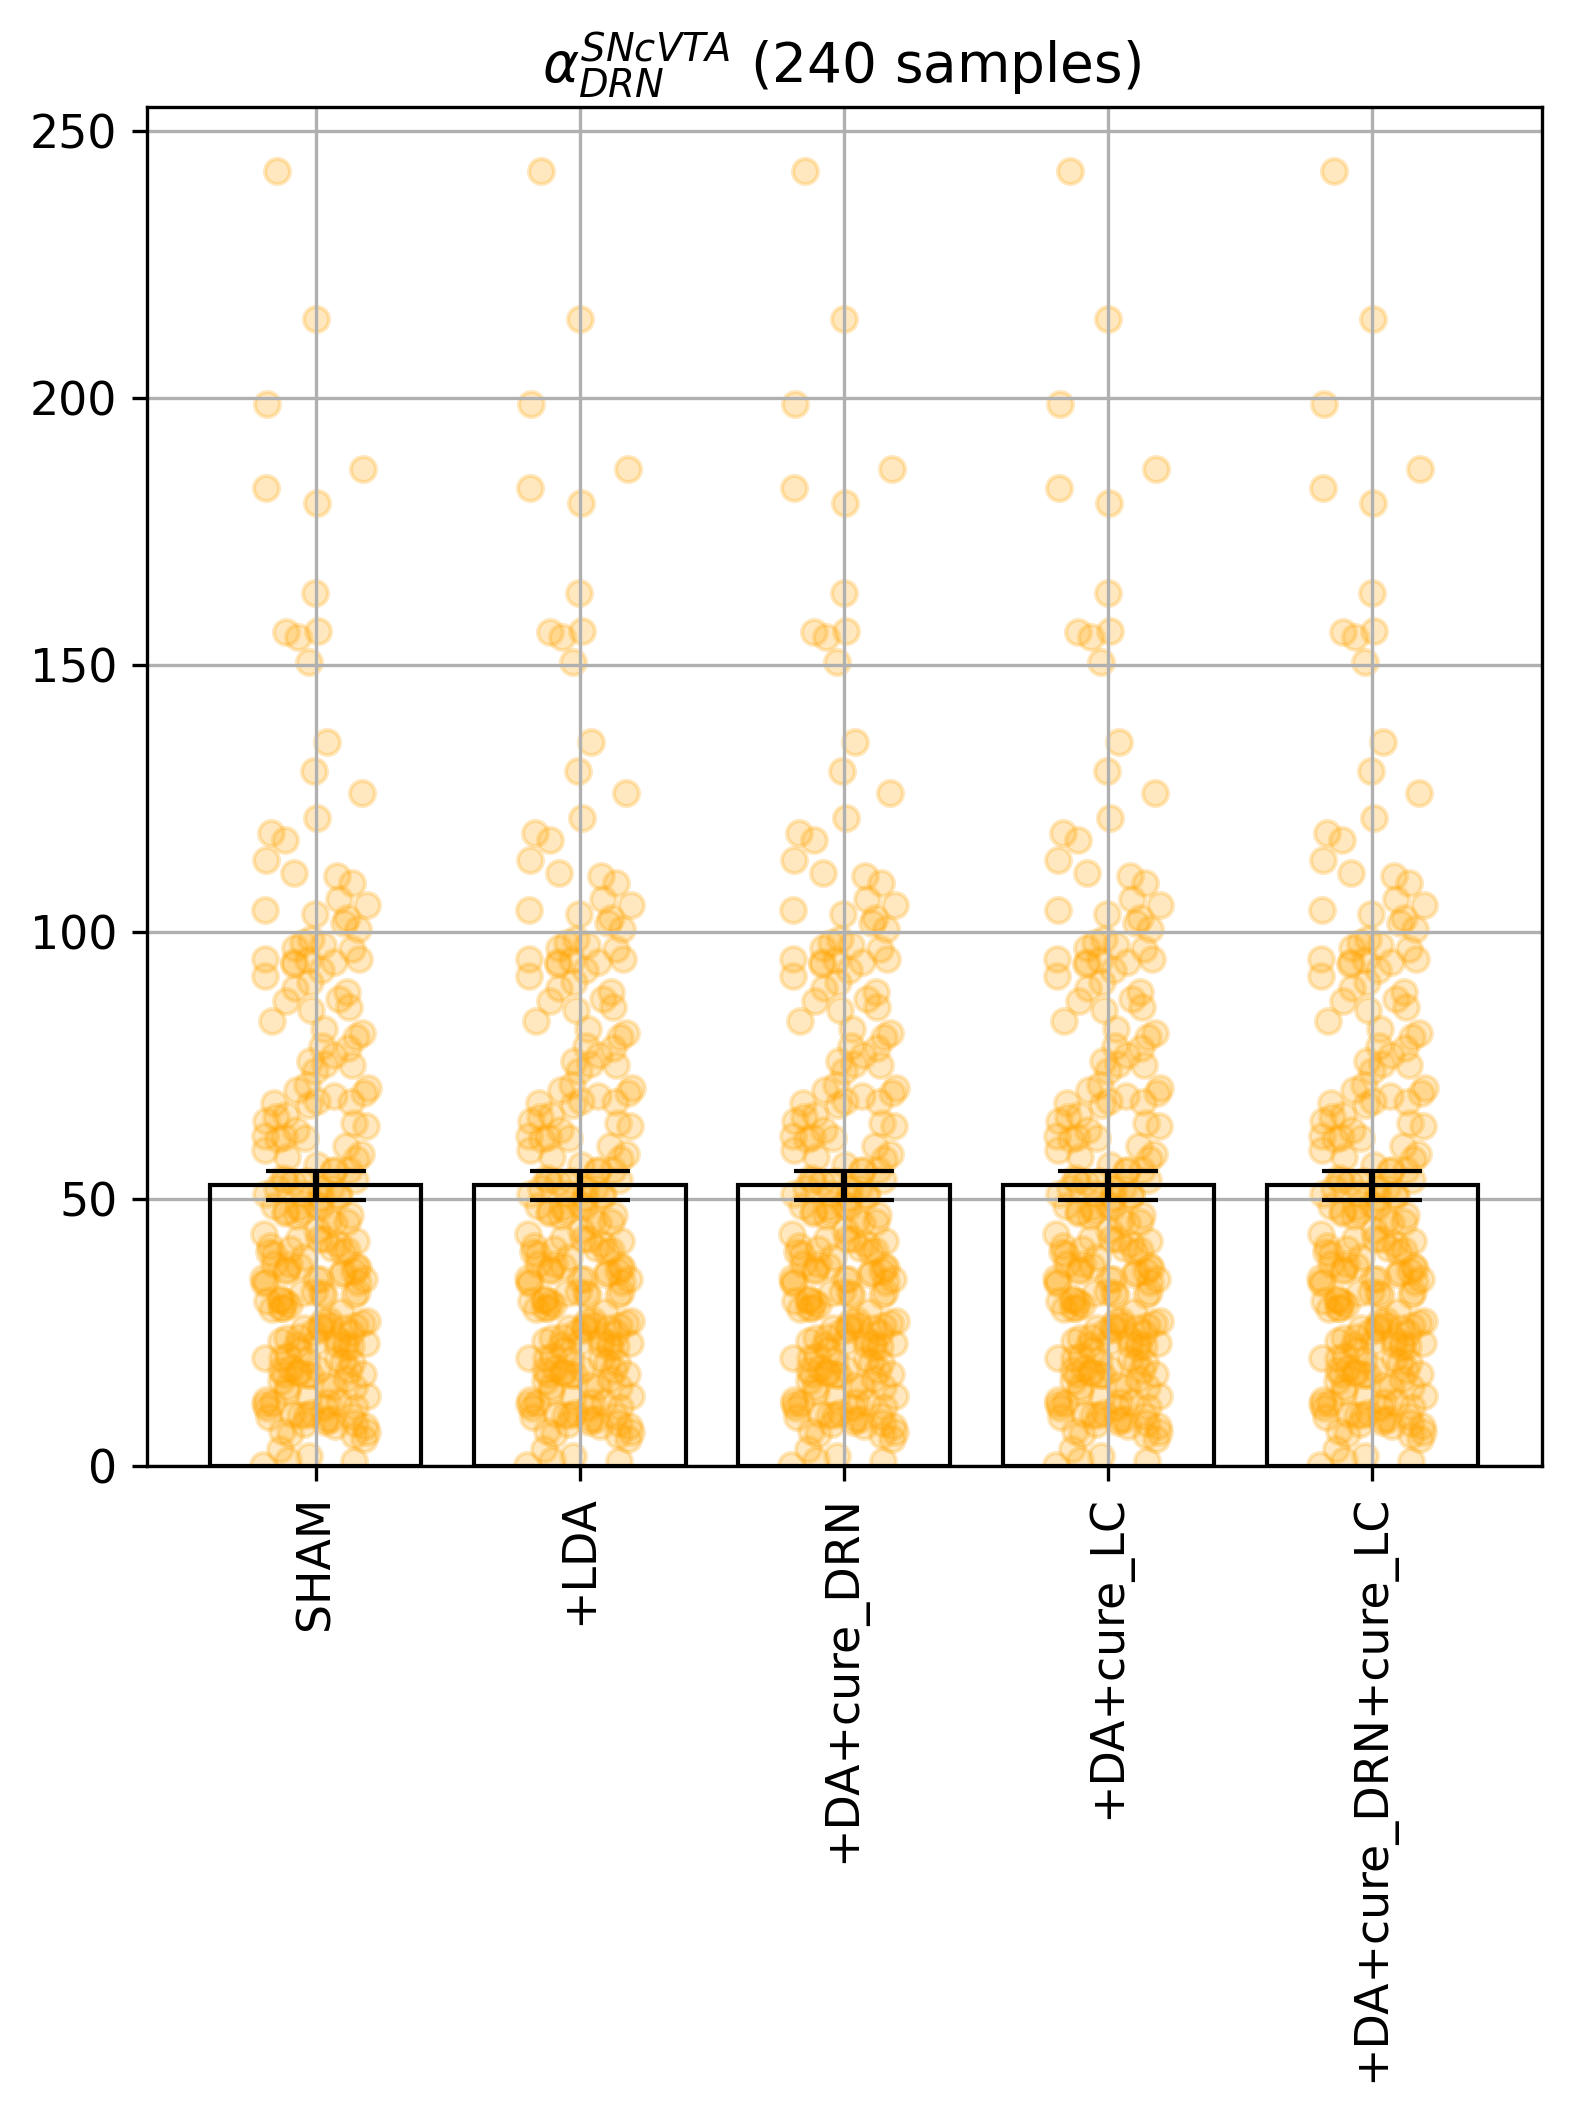 α_{DRN}^{SNcVTA} (240 samples)
250
200
150
100
50
0
SHAM
+LDA
+DA+cure_DRN
+DA+cure_LC
+DA+cure_DRN+cure_LC